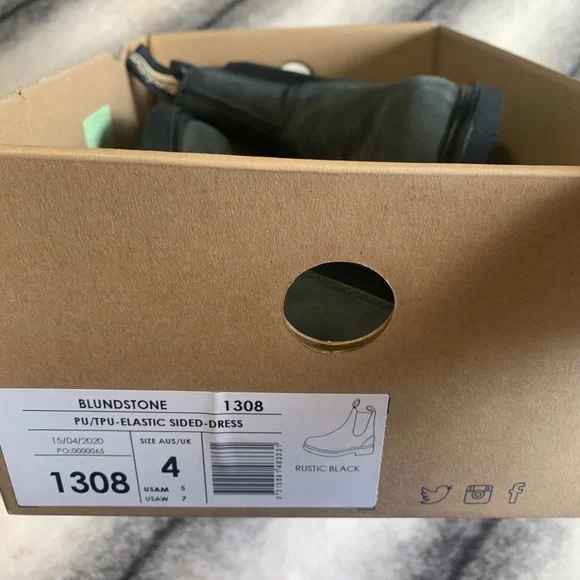 BLUNDSTONE 1308
PU/TPU-ELASTIC SIDED-DRESS
15/04/2020
PO:0000065
1308
SIZE AUS/UK
4
USAM 5
USAW 7
RUSTIC BLACK